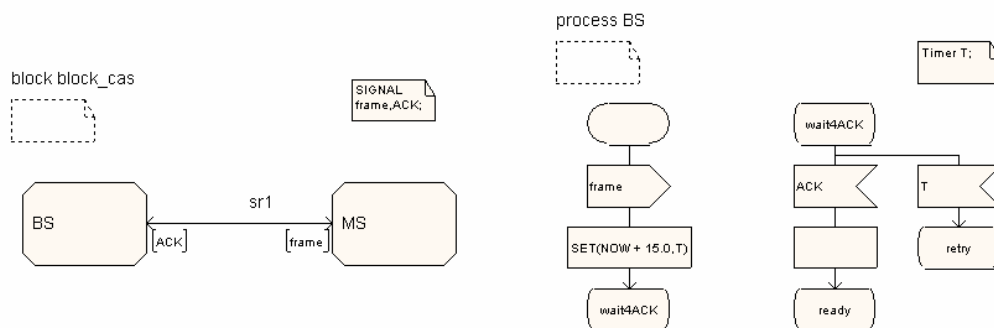 block block_cas
SIGNAL
frame,ACK;
BS
sr1
MS
[ACK]
[frame]
process BS
Timer T;
frame
SET(NOW + 15.0,T)
wait4ACK
wait4ACK
ACK
T
retry
ready